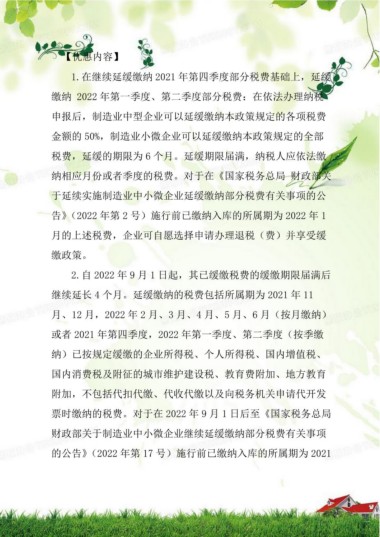 【优惠内容】
1.在继续延缓缴纳 2021 年第四季度部分税费基础上，延缓
缴纳 2022 年第一季度、第二季度部分税费：在依法办理纳税
申报后，制造业中型企业可以延缓缴纳本政策规定的各项税费
金额的 50%，制造业小微企业可以延缓缴纳本政策规定的全部
税费，延缓的期限为 6 个月。延缓期限届满，纳税人应依法缴
纳相应月份或者季度的税费。对于在《国家税务总局 财政部关
于延续实施制造业中小微企业延缓缴纳部分税费有关事项的公
告》（2022 年第 2 号）施行前已缴纳入库的所属期为 2022 年 1
月的上述税费，企业可自愿选择申请办理退税（费）并享受缓
缴政策。
2.自 2022 年 9 月 1 日起，其已缓缴税费的缓缴期限届满后
继续延长 4 个月。延缓缴纳的税费包括所属期为 2021 年 11
月、12 月，2022 年 2 月、3 月、4 月、5 月、6 月（按月缴纳）
或者 2021 年第四季度，2022 年第一季度、第二季度（按季缴
纳）已按规定缓缴的企业所得税、个人所得税、国内增值税、
国内消费税及附征的城市维护建设税、教育费附加、地方教育
附加，不包括代扣代缴、代收代缴以及向税务机关申请代开发
票时缴纳的税费。对于在 2022 年 9 月 1 日后至《国家税务总局
财政部关于制造业中小微企业继续延缓缴纳部分税费有关事项
的公告》（2022 年第 17 号）施行前已缴纳入库的所属期为 2021